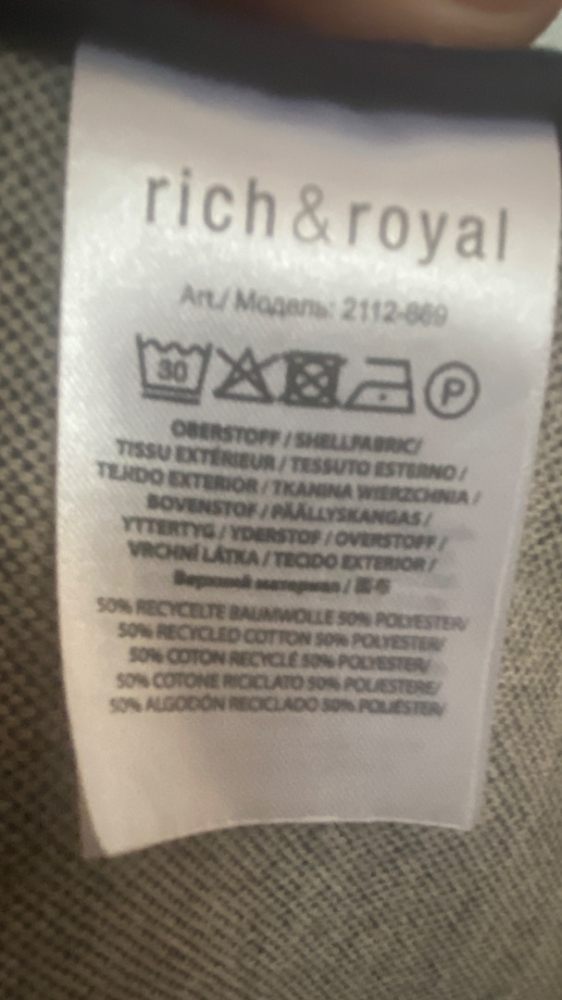 rich & royal
Art./ Модель: 2112-869
30 P
OBERSTOFF / SHELLFABRIC/
TISSU EXTÉRIEUR / TESSUTO ESTERNO /
TEJIDO EXTERIOR / TKANINA WIERZCHNIA /
BOVENSTOF / PÄÄLLYSKANGAS /
YTTERTYG / YDERSTOF / OVERSTOFF /
VRCHNÍ LÁTKA / TECIDO EXTERIOR /
Верхний материал / 面布
50% RECYCELTE BAUMWOLLE 50% POLYESTER/
50% RECYCLED COTTON 50% POLYESTER/
50% COTON RECYCLÉ 50% POLYESTER/
50% COTONE RICICLATO 50% POLIESTERE/
50% ALGODÓN RECICLADO 50% POLIÉSTER/